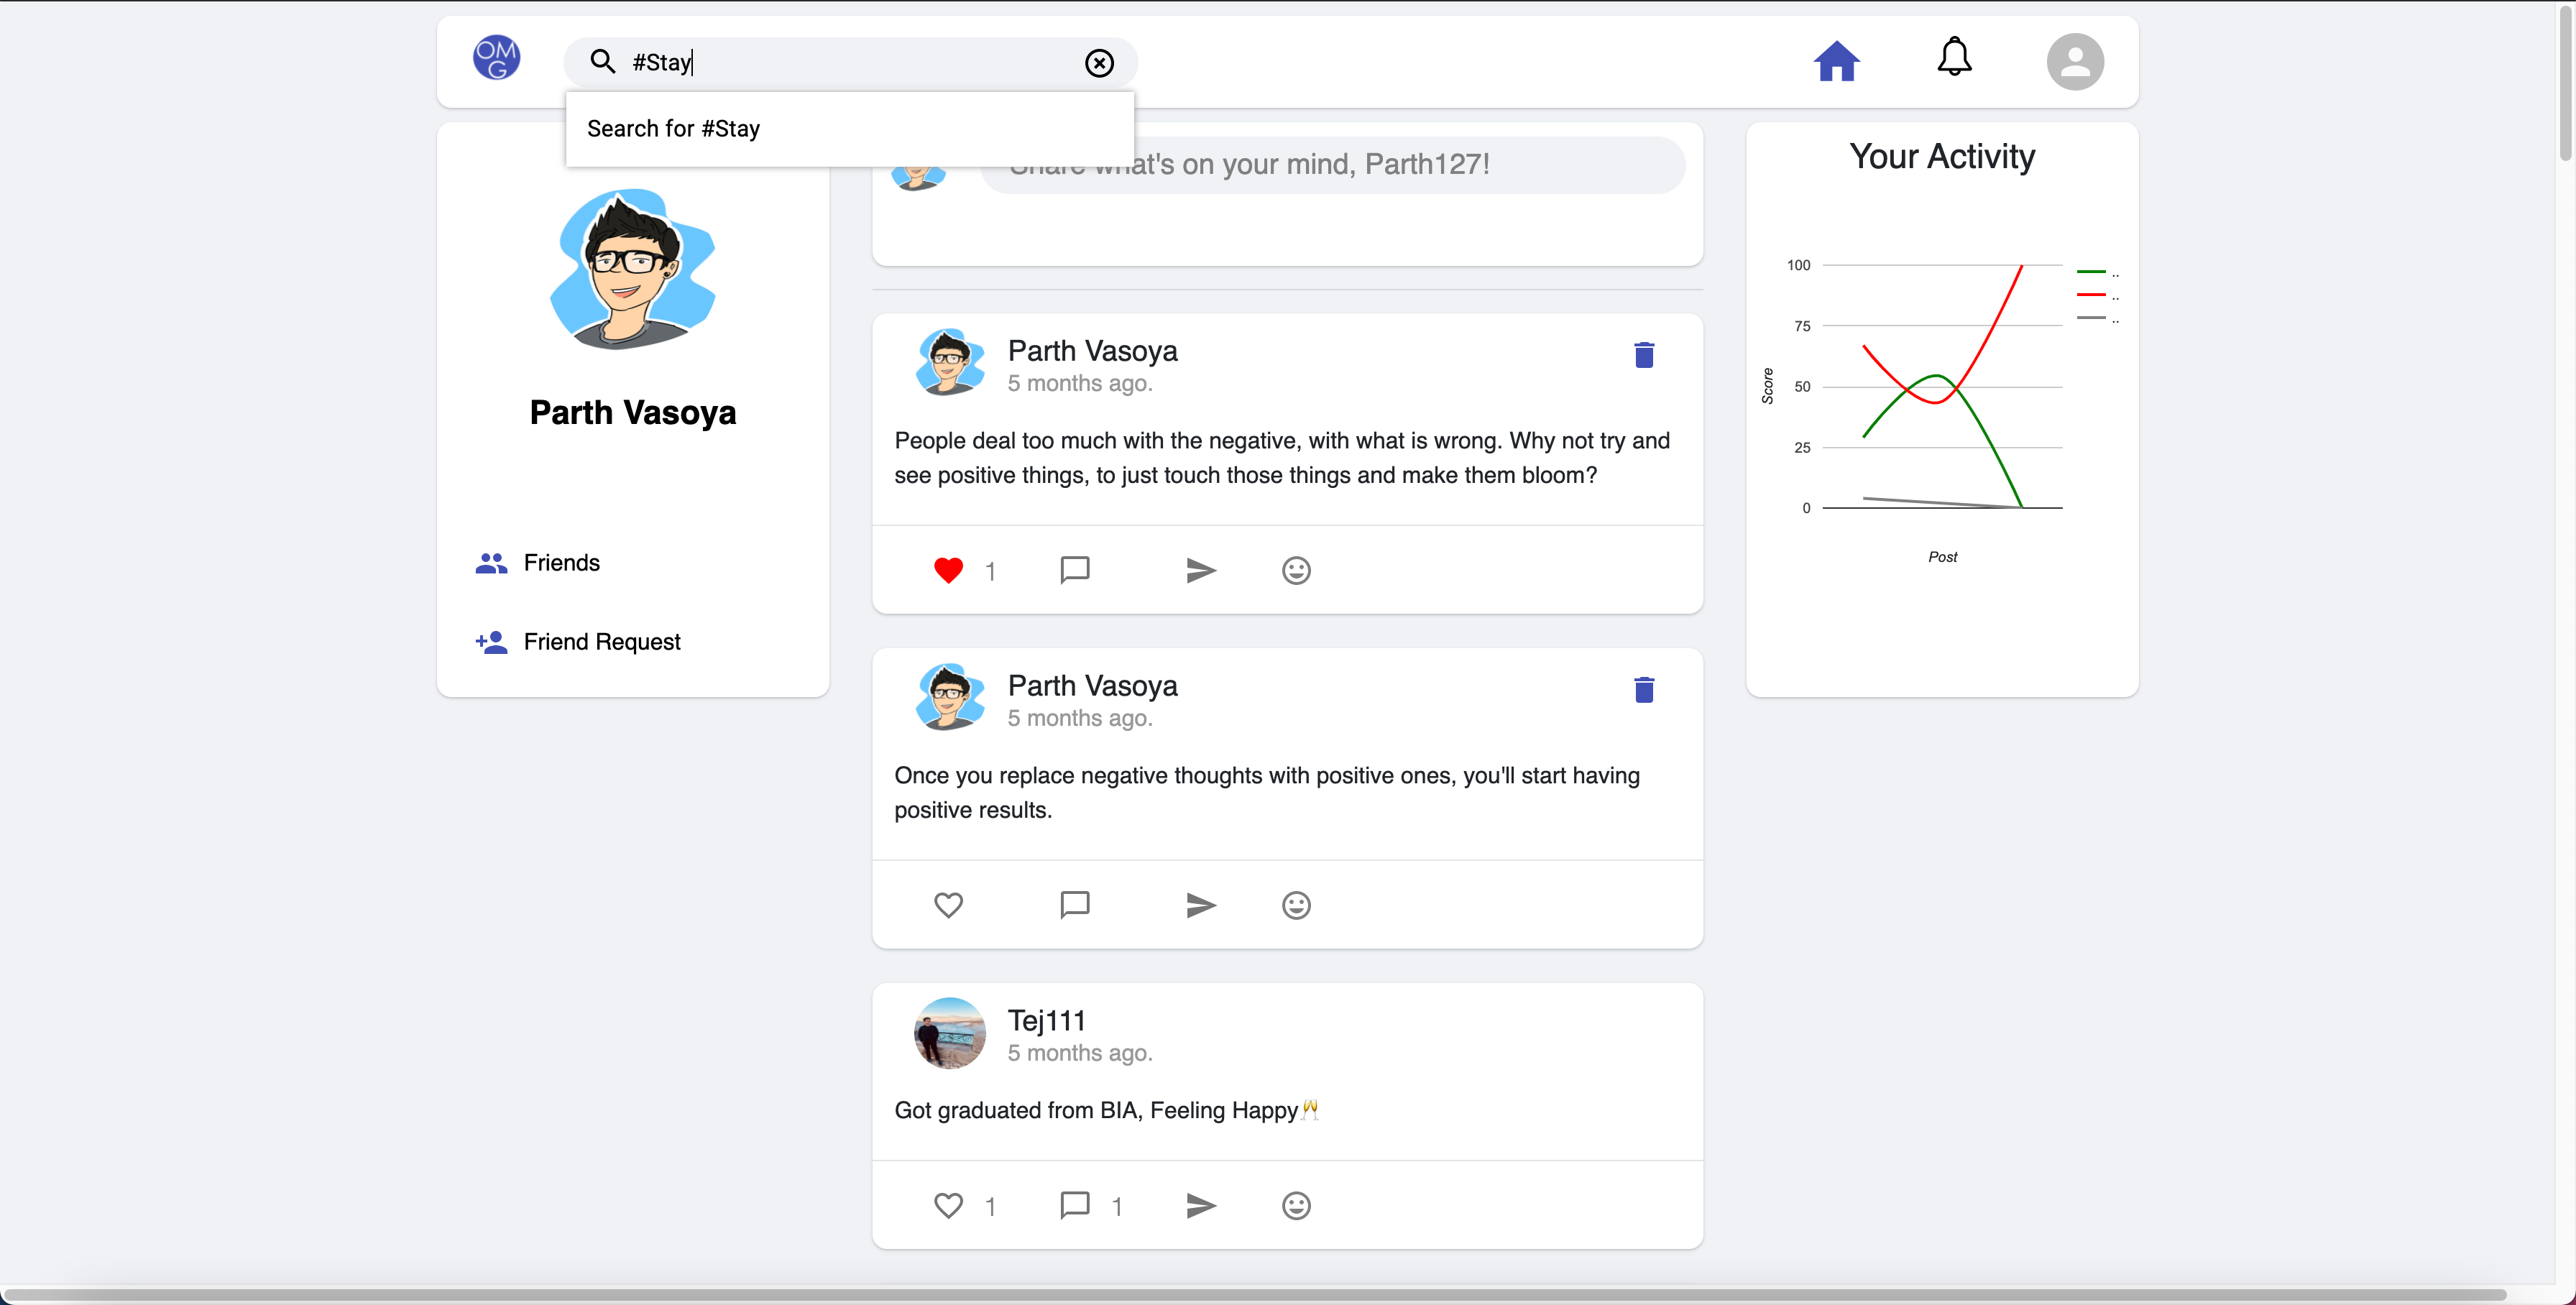 OM
G
#Stay
Search for #Stay
Share what's on your mind, Parth127!
Parth Vasoya
Friends
Friend Request
Parth Vasoya
5 months ago.
People deal too much with the negative, with what is wrong. Why not try and
see positive things, to just touch those things and make them bloom?
1
Parth Vasoya
5 months ago.
Once you replace negative thoughts with positive ones, you'll start having
positive results.
Tej111
5 months ago.
Got graduated from BIA, Feeling Happy🥂
1 1
Your Activity
100
75
50
25
0
Score
Post
..
..
..